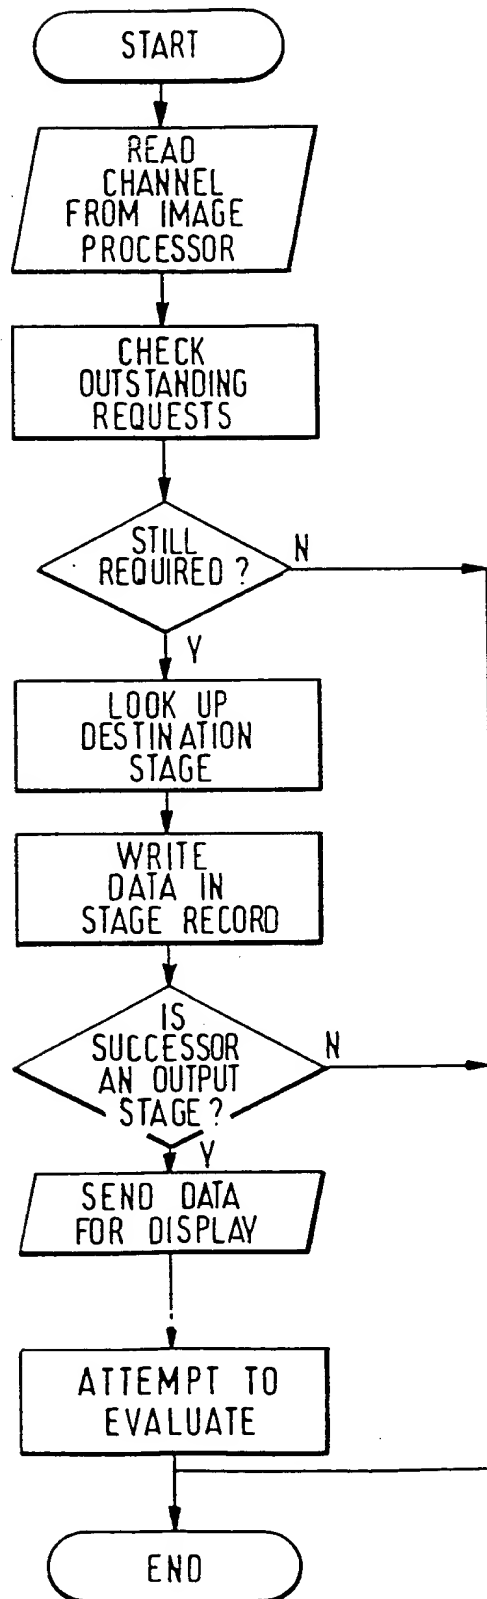 START
READ
CHANNEL
FROM IMAGE
PROCESSOR
CHECK
OUTSTANDING
REQUESTS
STILL
REQUIRED ?
N
Y
LOOK UP
DESTINATION
STAGE
WRITE
DATA IN
STAGE RECORD
IS
SUCCESSOR
AN OUTPUT
STAGE ?
N
Y
SEND DATA
FOR DISPLAY
ATTEMPT TO
EVALUATE
END